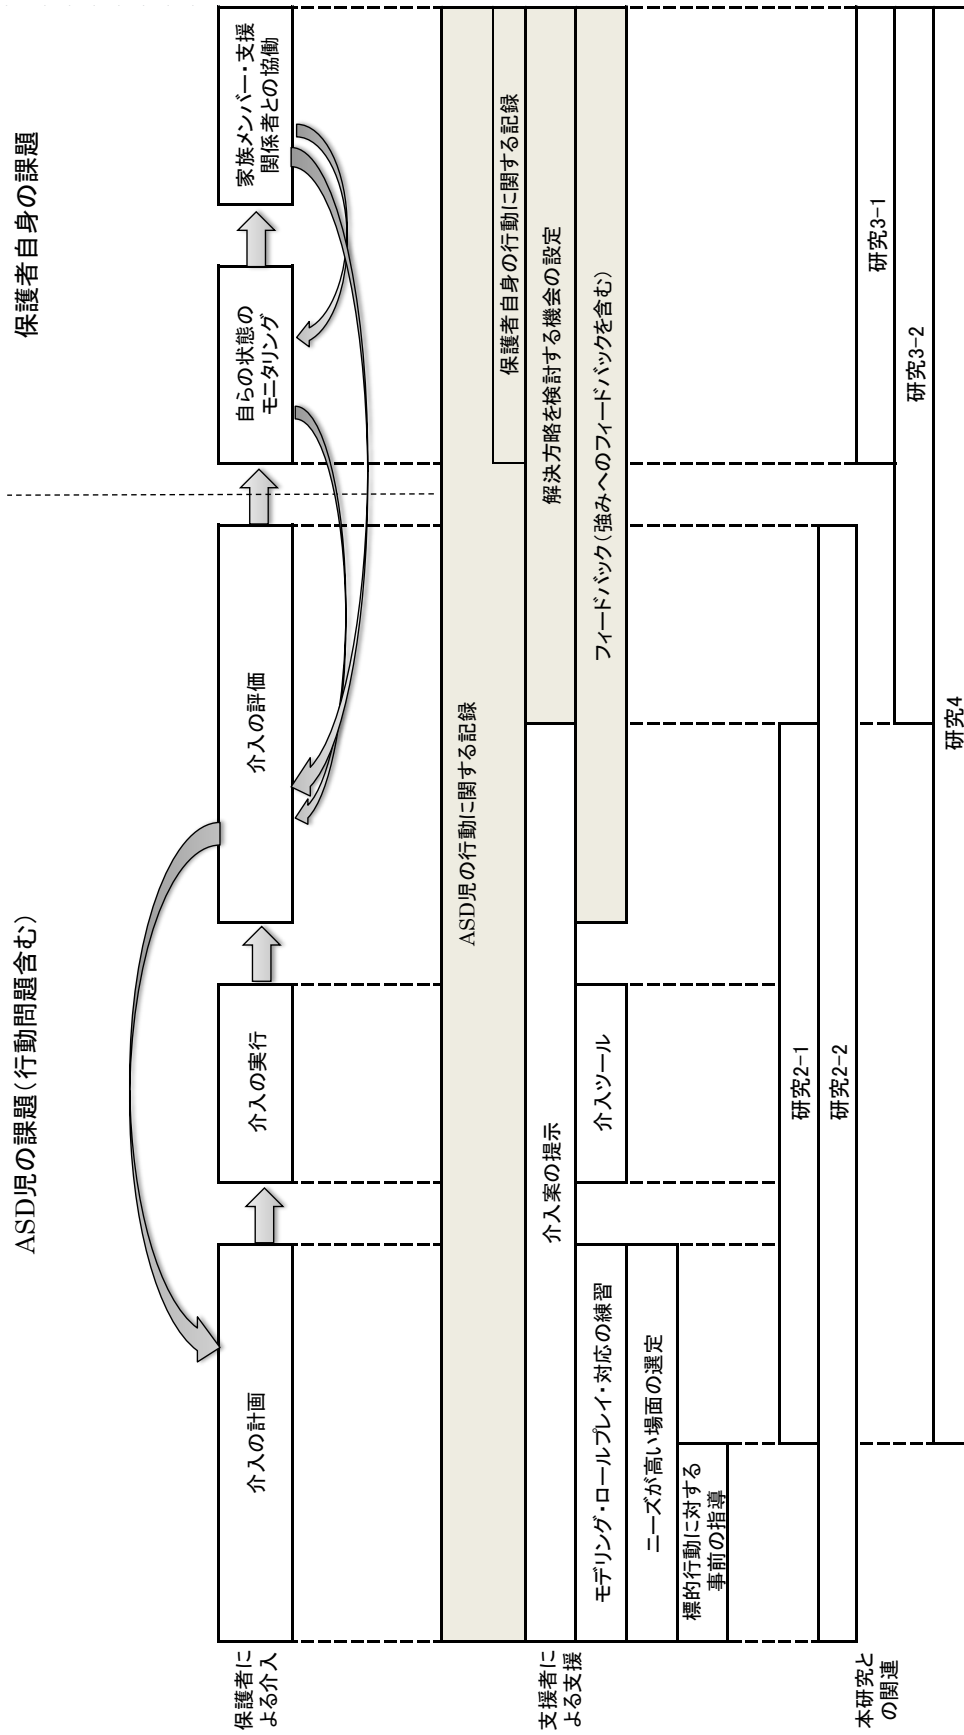 ASD児の課題（行動問題含む）
保護者自身の課題
保護者に
よる介入
介入の計画
介入の実行
介入の評価
自らの状態の
モニタリング
家族メンバー・支援
関係者との協働
支援者に
よる支援
ASD児の行動に関する記録
保護者自身の行動に関する記録
介入案の提示
解決方略を検討する機会の設定
モデリング・ロールプレイ・対応の練習
介入ツール
フィードバック（強みへのフィードバックを含む）
ニーズが高い場面の選定
標的行動に対する
事前の指導
本研究と
の関連
研究2-1
研究2-2
研究3-1
研究3-2
研究4